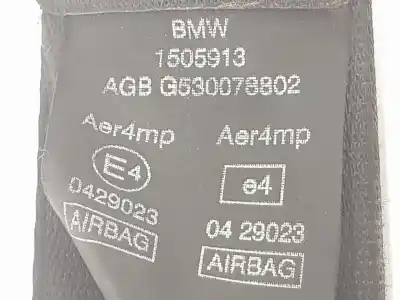 BMW
1505913
AGB G530076802
Aer4mp Aer4mp
E4 e4
0429023 04 29023
AIRBAG AIRBAG